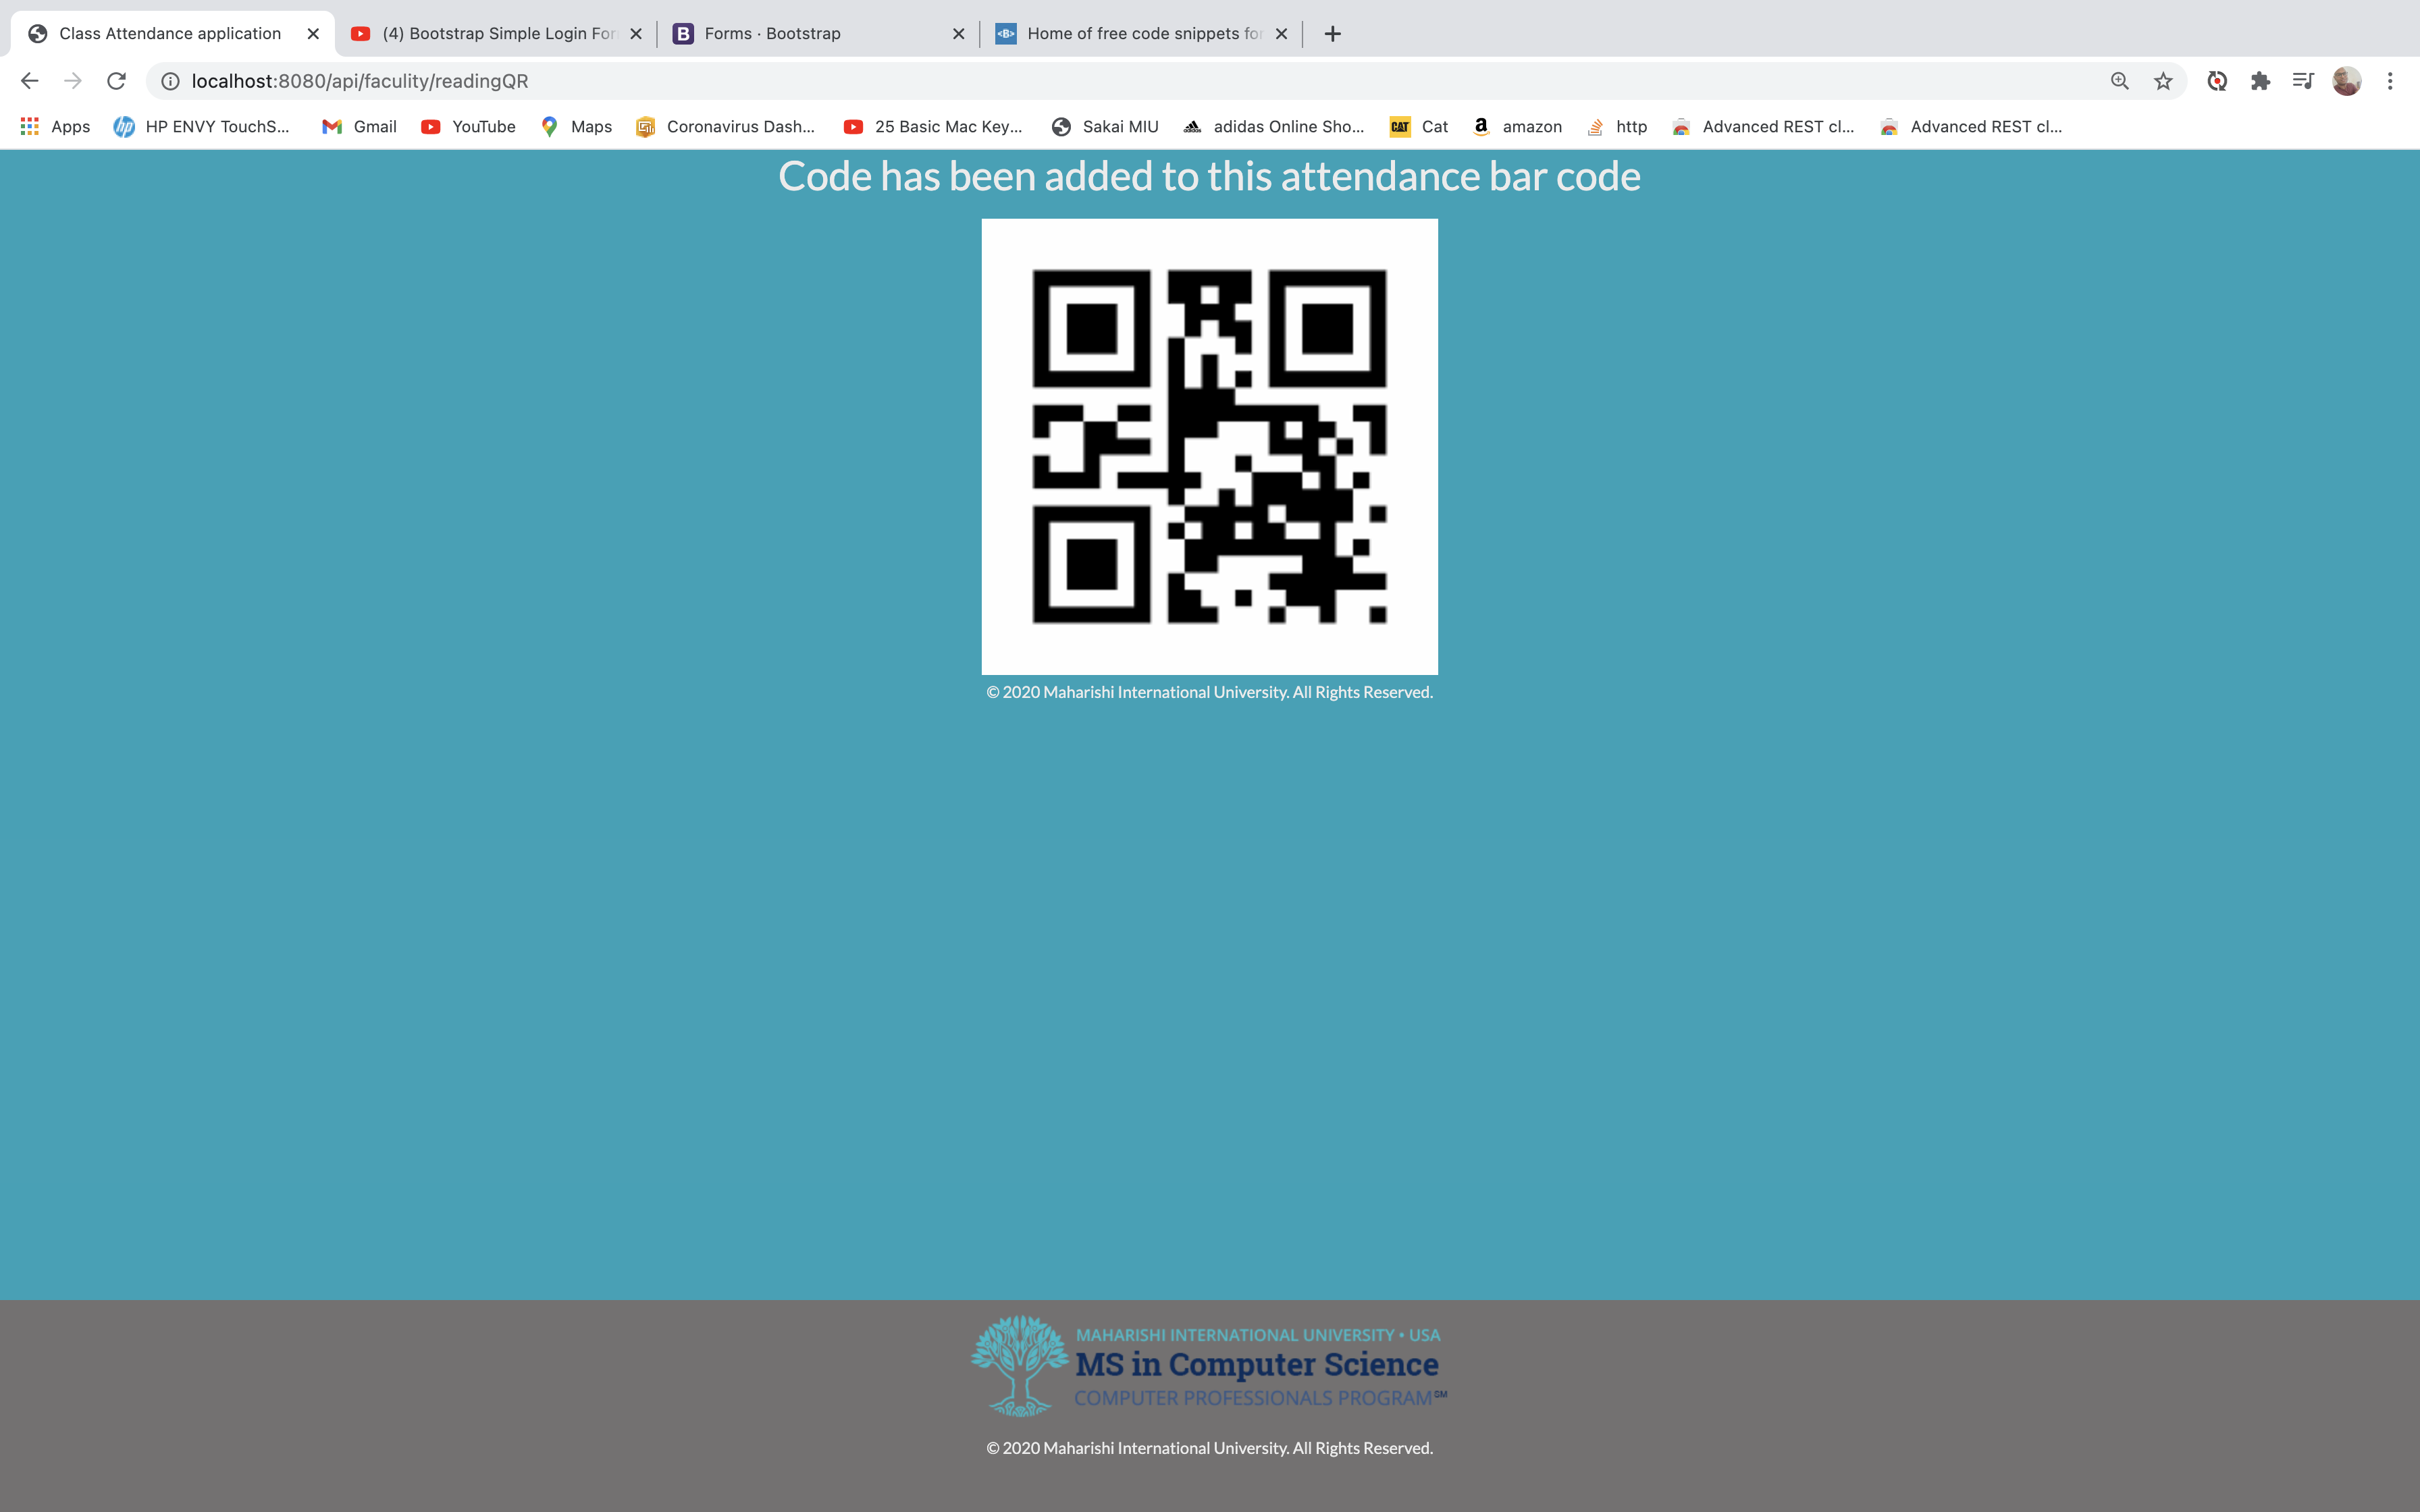 Class Attendance application
(4) Bootstrap Simple Login For
B Forms · Bootstrap
<B> Home of free code snippets for
localhost:8080/api/faculity/readingQR
Apps
hp HP ENVY TouchS...
Gmail
YouTube
Maps
Coronavirus Dash...
25 Basic Mac Key...
Sakai MIU
adidas Online Sho...
CAT Cat
a amazon
http
Advanced REST cl...
Advanced REST cl...
Code has been added to this attendance bar code
© 2020 Maharishi International University. All Rights Reserved.
MAHARISHI INTERNATIONAL UNIVERSITY • USA
MS in Computer Science
COMPUTER PROFESSIONALS PROGRAM℠
© 2020 Maharishi International University. All Rights Reserved.